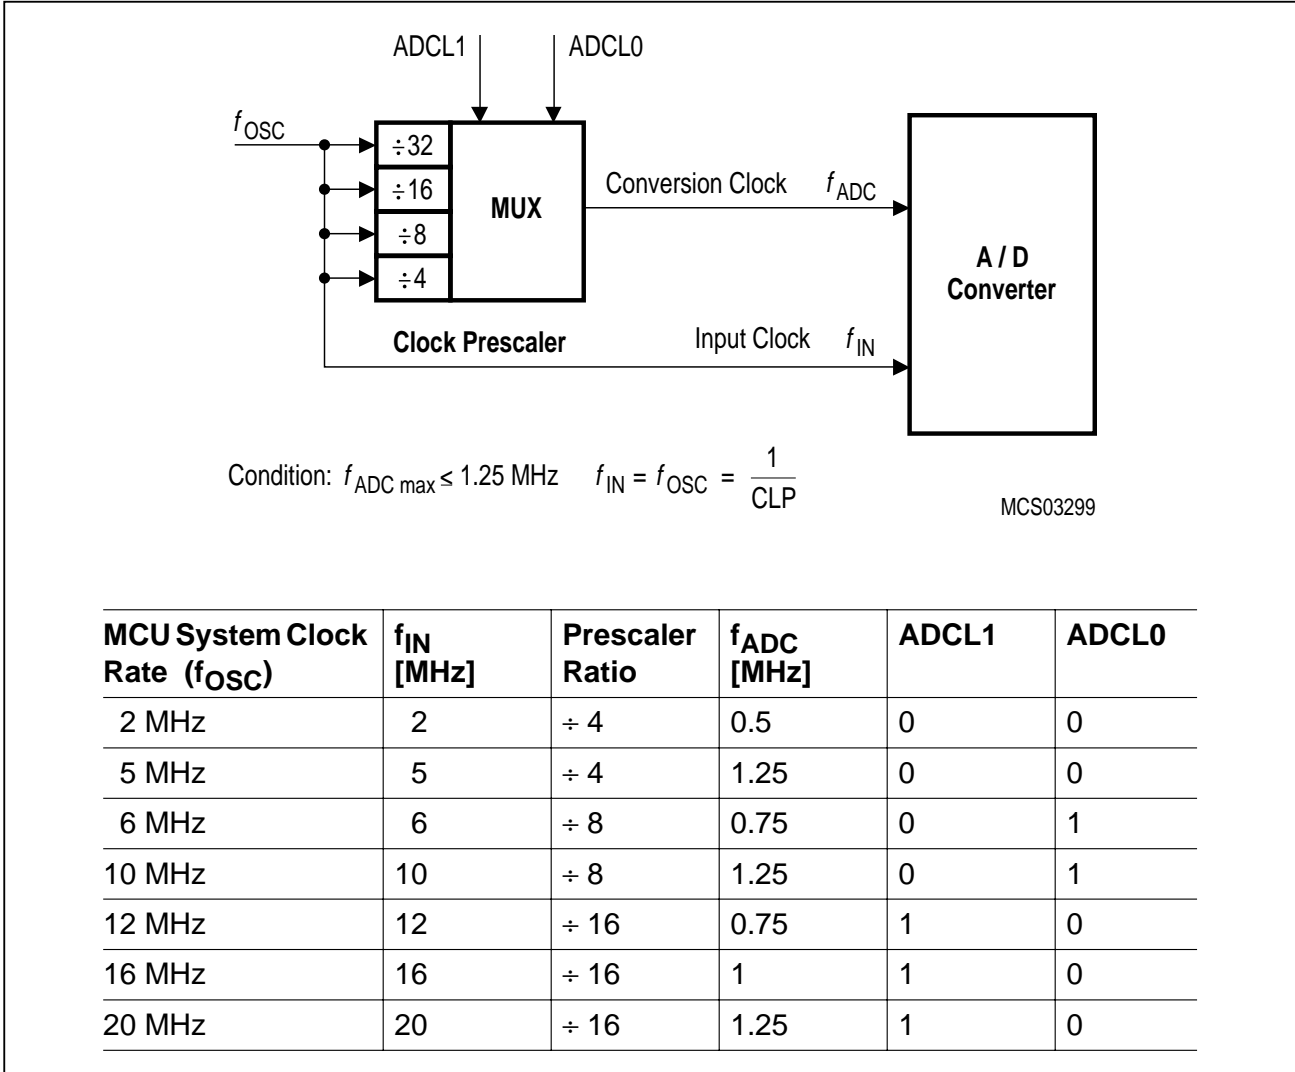 ADCL1 ADCL0
fOSC
÷32
÷16
÷8
÷4
MUX
Conversion Clock fADC
A / D
Converter
Clock Prescaler
Input Clock fIN
Condition: fADC max ≤ 1.25 MHz fIN = fOSC = 1
CLP
MCS03299
MCU System Clock Rate (fOSC) | fIN [MHz] | Prescaler Ratio | fADC [MHz] | ADCL1 | ADCL0
2 MHz | 2 | ÷ 4 | 0.5 | 0 | 0
5 MHz | 5 | ÷ 4 | 1.25 | 0 | 0
6 MHz | 6 | ÷ 8 | 0.75 | 0 | 1
10 MHz | 10 | ÷ 8 | 1.25 | 0 | 1
12 MHz | 12 | ÷ 16 | 0.75 | 1 | 0
16 MHz | 16 | ÷ 16 | 1 | 1 | 0
20 MHz | 20 | ÷ 16 | 1.25 | 1 | 0